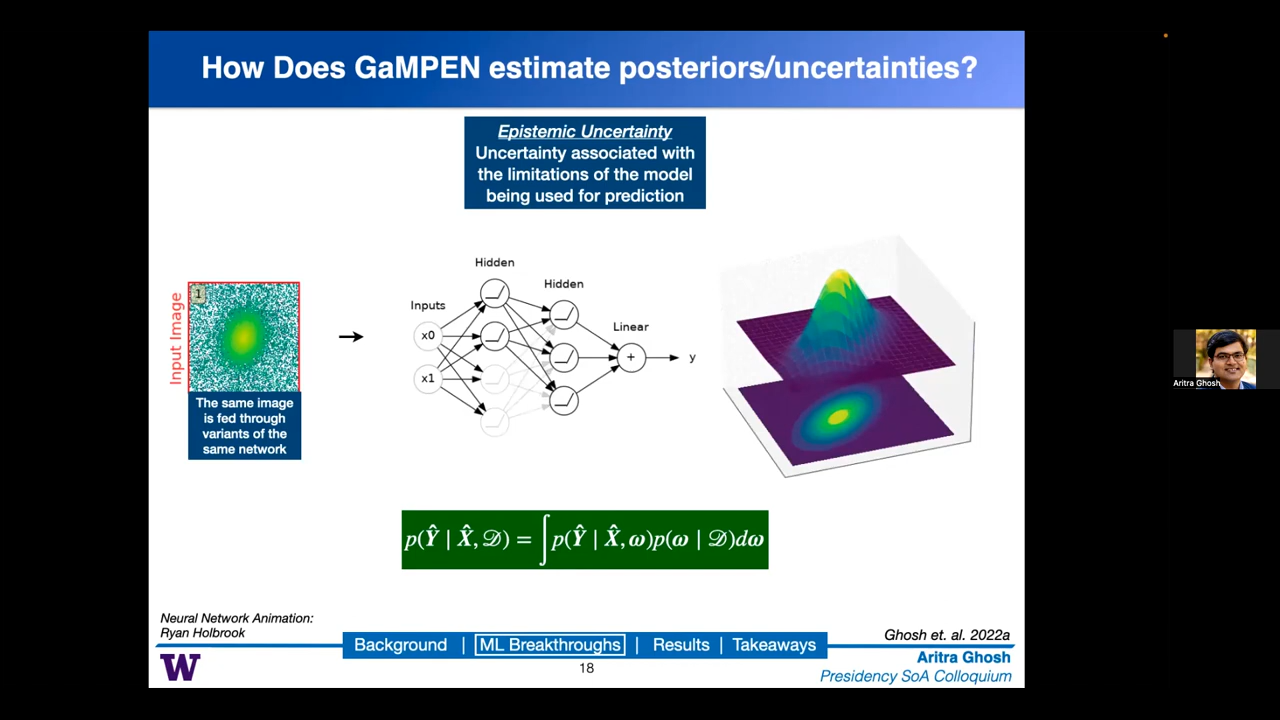 How Does GaMPEN estimate posteriors/uncertainties?
Epistemic Uncertainty
Uncertainty associated with
the limitations of the model
being used for prediction
Input Image
1
The same image
is fed through
variants of the
same network
Inputs
x0
x1
Hidden
Hidden
Linear
+
y
p(Ŷ | X̂, 𝒟) = ∫ p(Ŷ | X̂, ω)p(ω | 𝒟)dω
Neural Network Animation:
Ryan Holbrook
Background | ML Breakthroughs | Results | Takeaways
18
W
Ghosh et. al. 2022a
Aritra Ghosh
Presidency SoA Colloquium
Aritra Ghosh